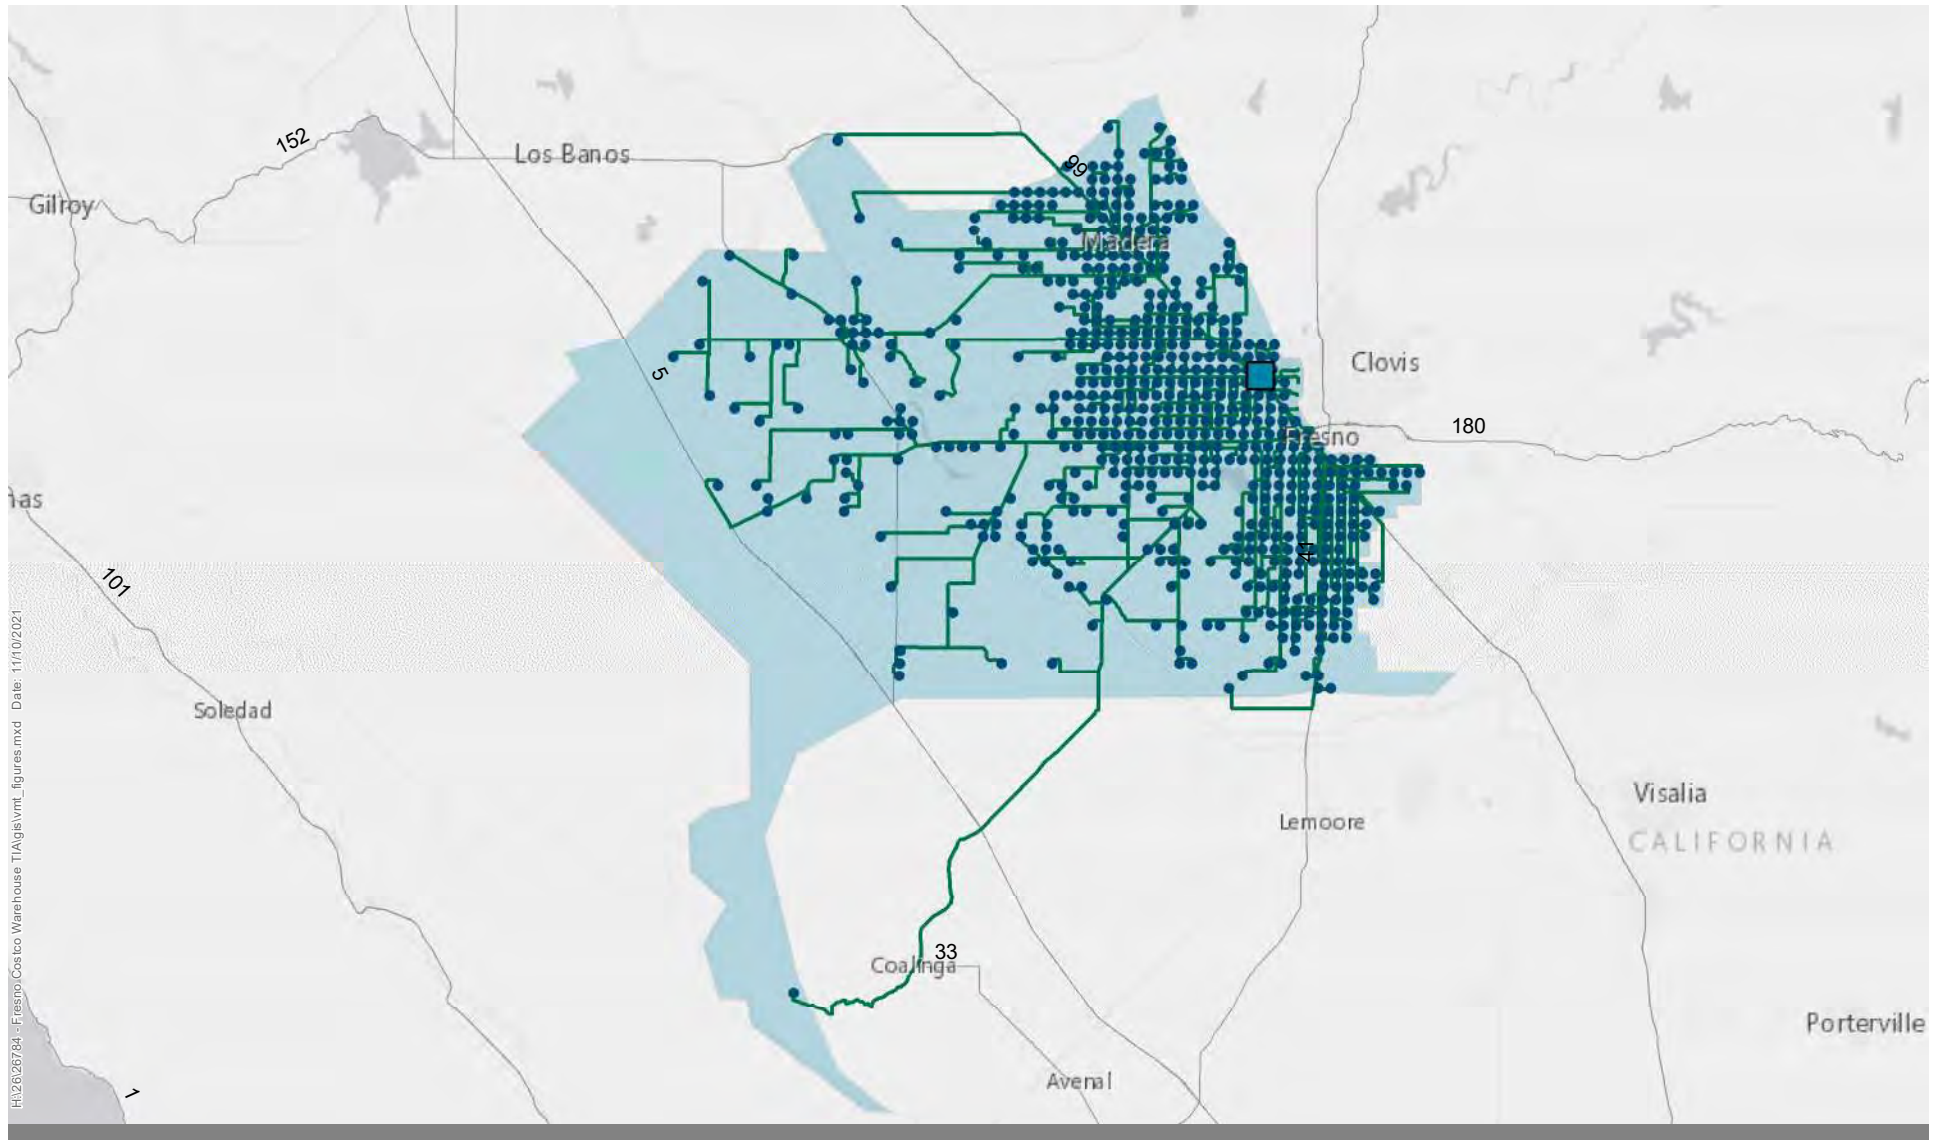 152
Los Banos
99
Gilroy
Madera
5
Clovis
180
Fresno
nas
41
101
Soledad
Visalia
Lemoore
CALIFORNIA
33
Coalinga
Porterville
Avenal
1
H:\26\26784 - Fresno Costco Warehouse TIA\gis\vmt_figures.mxd Date: 11/10/2021